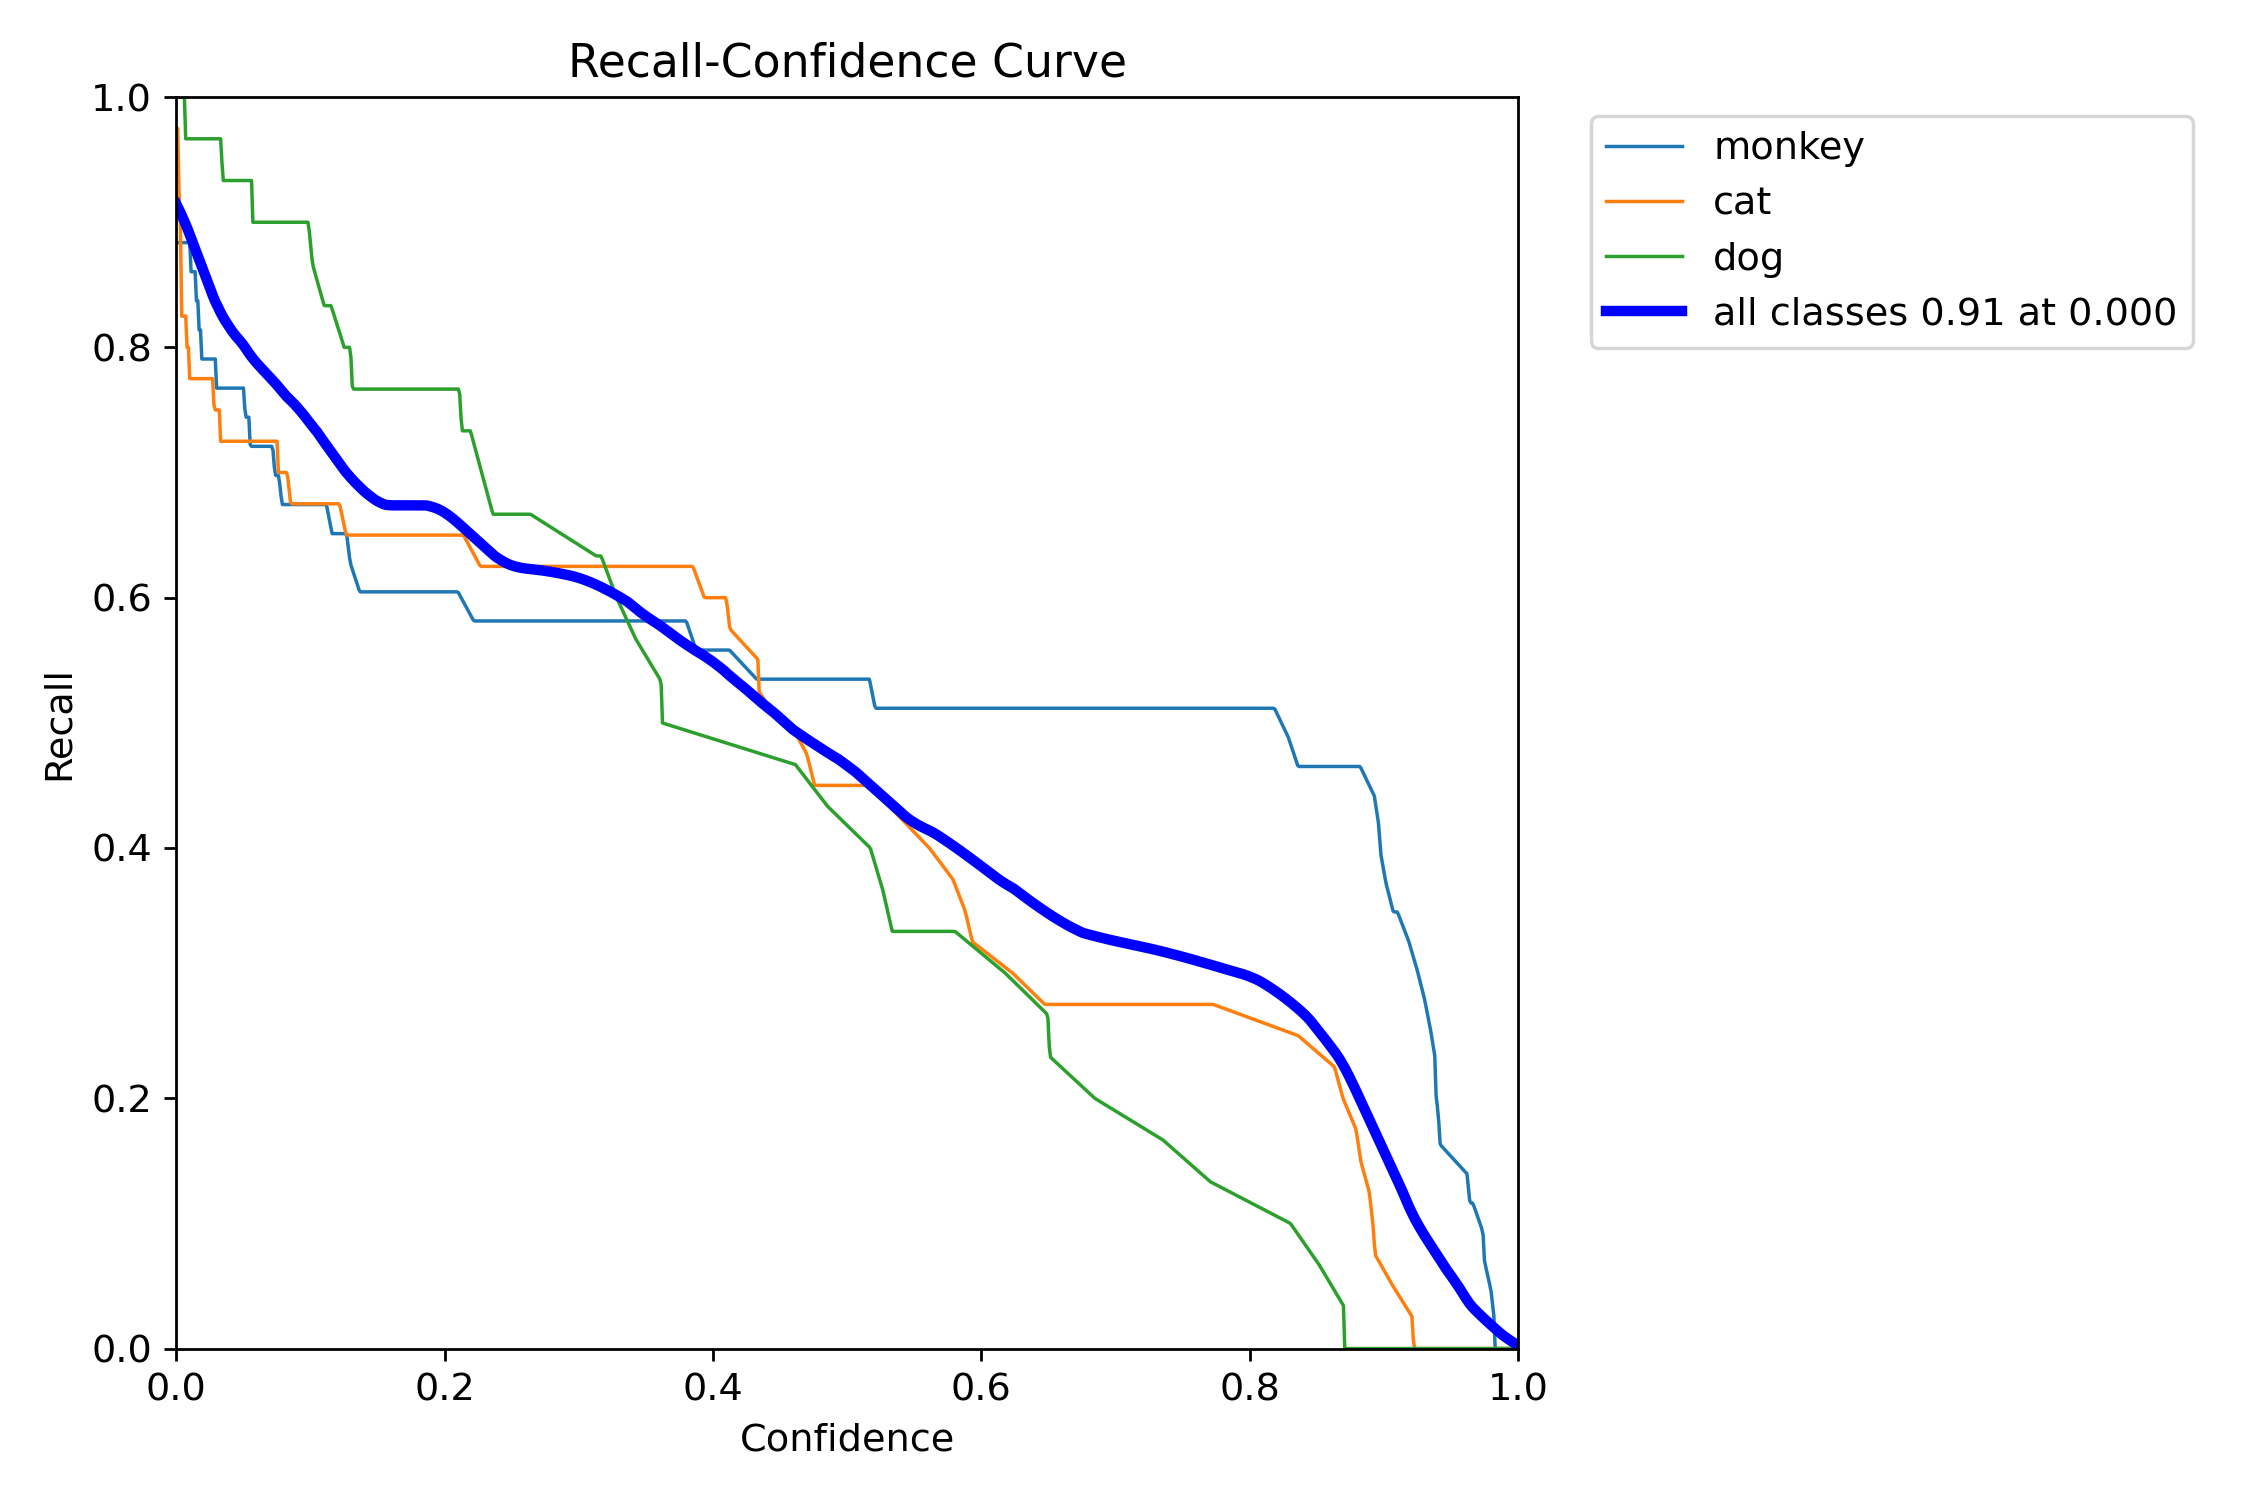 Recall-Confidence Curve
monkey
cat
dog
all classes 0.91 at 0.000
1.0
0.8
0.6
0.4
0.2
0.0
Recall
0.0 0.2 0.4 0.6 0.8 1.0
Confidence